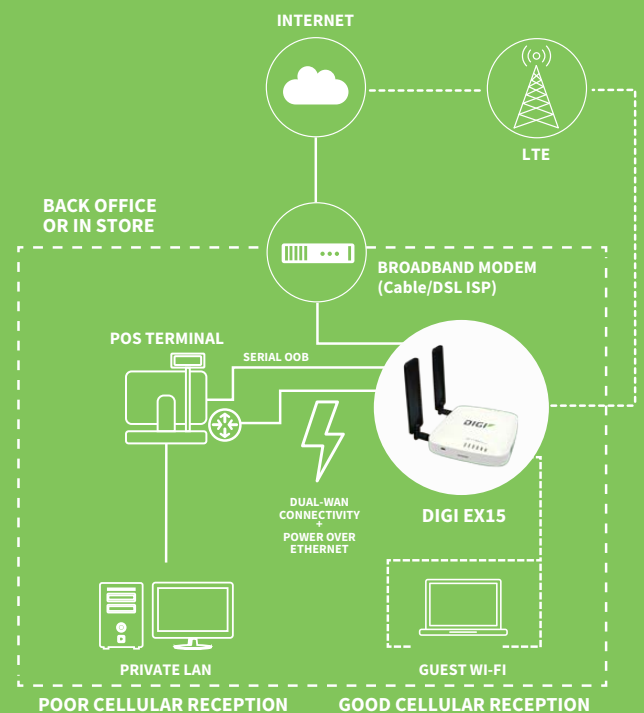 INTERNET
LTE
BACK OFFICE
OR IN STORE
BROADBAND MODEM
(Cable/DSL ISP)
POS TERMINAL
SERIAL OOB
DIGI
DUAL-WAN
CONNECTIVITY
+
POWER OVER
ETHERNET
DIGI EX15
PRIVATE LAN
GUEST WI-FI
POOR CELLULAR RECEPTION
GOOD CELLULAR RECEPTION